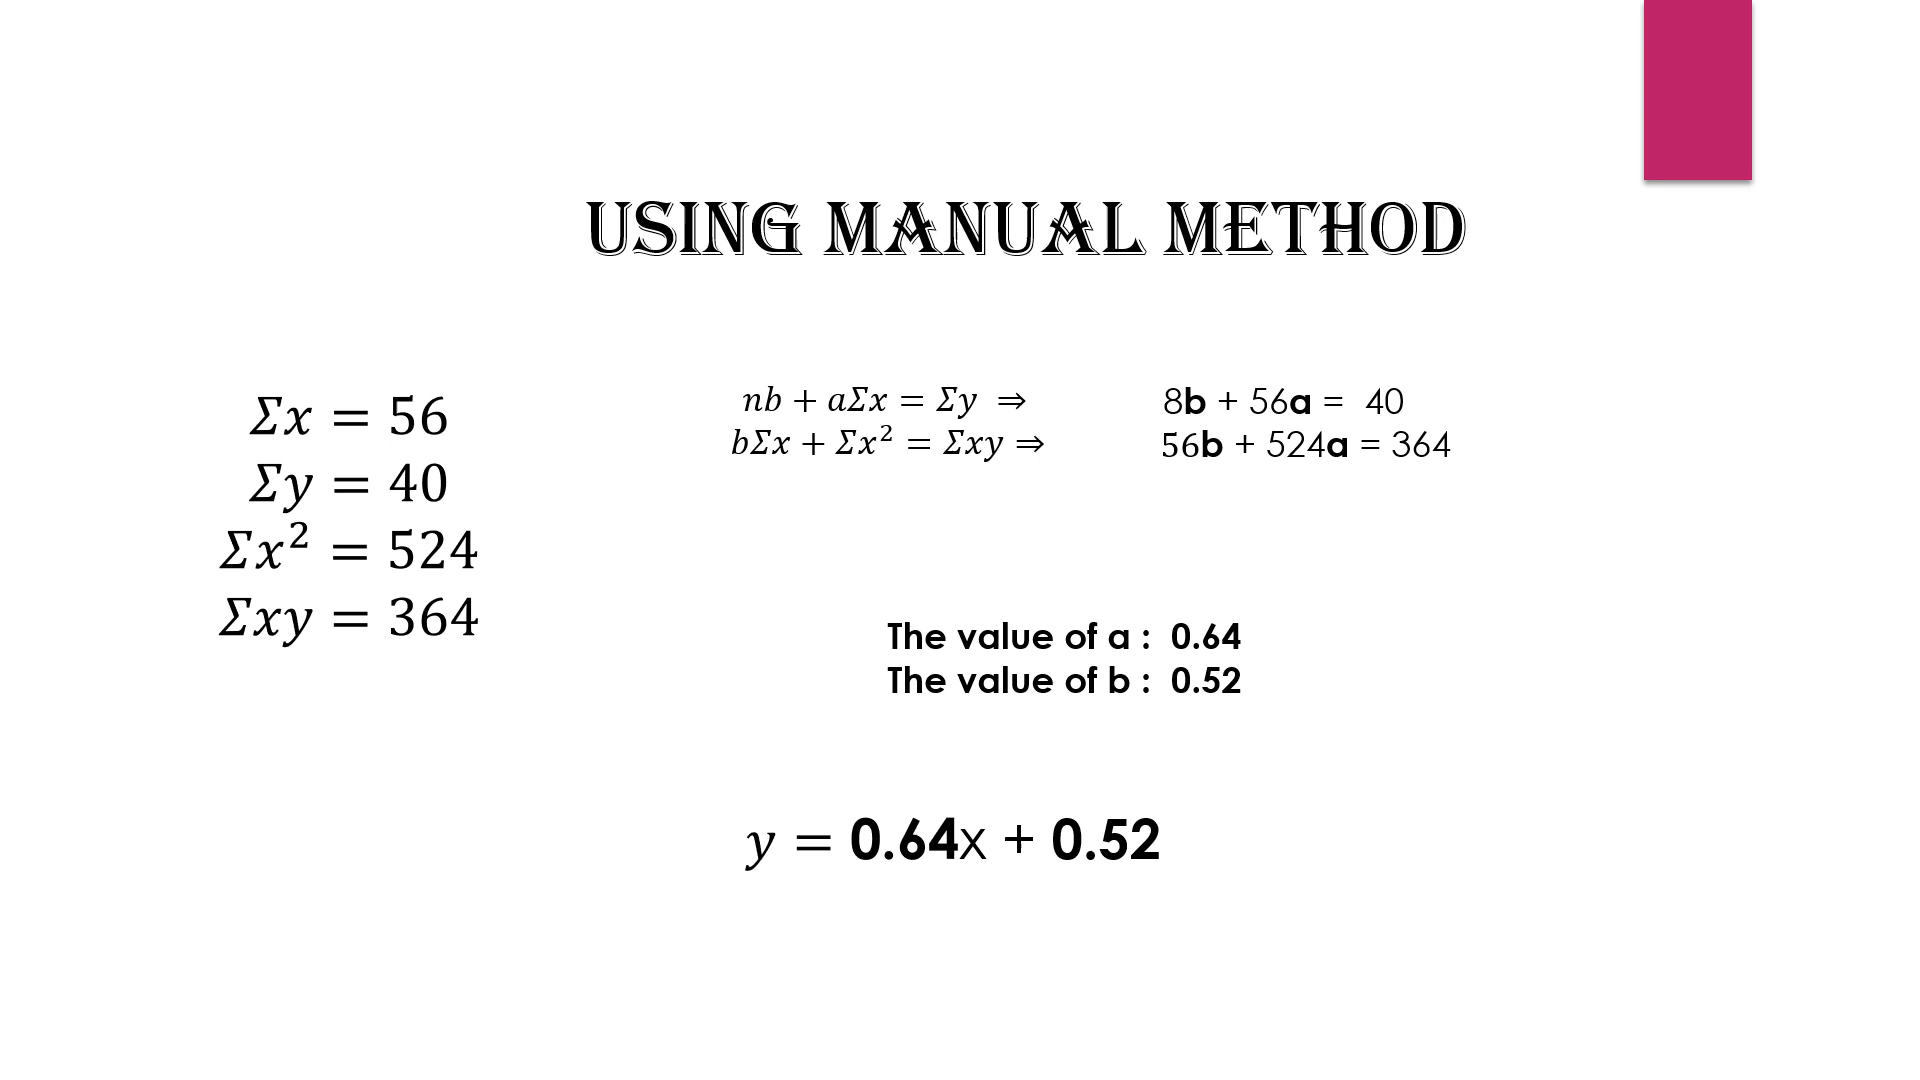 USING MANUAL METHOD
𝛴x = 56
𝛴y = 40
𝛴x² = 524
𝛴xy = 364
nb + a𝛴x = 𝛴y ⇒ 8b + 56a = 40
b𝛴x + 𝛴x² = 𝛴xy ⇒ 56b + 524a = 364
The value of a : 0.64
The value of b : 0.52
y = 0.64x + 0.52